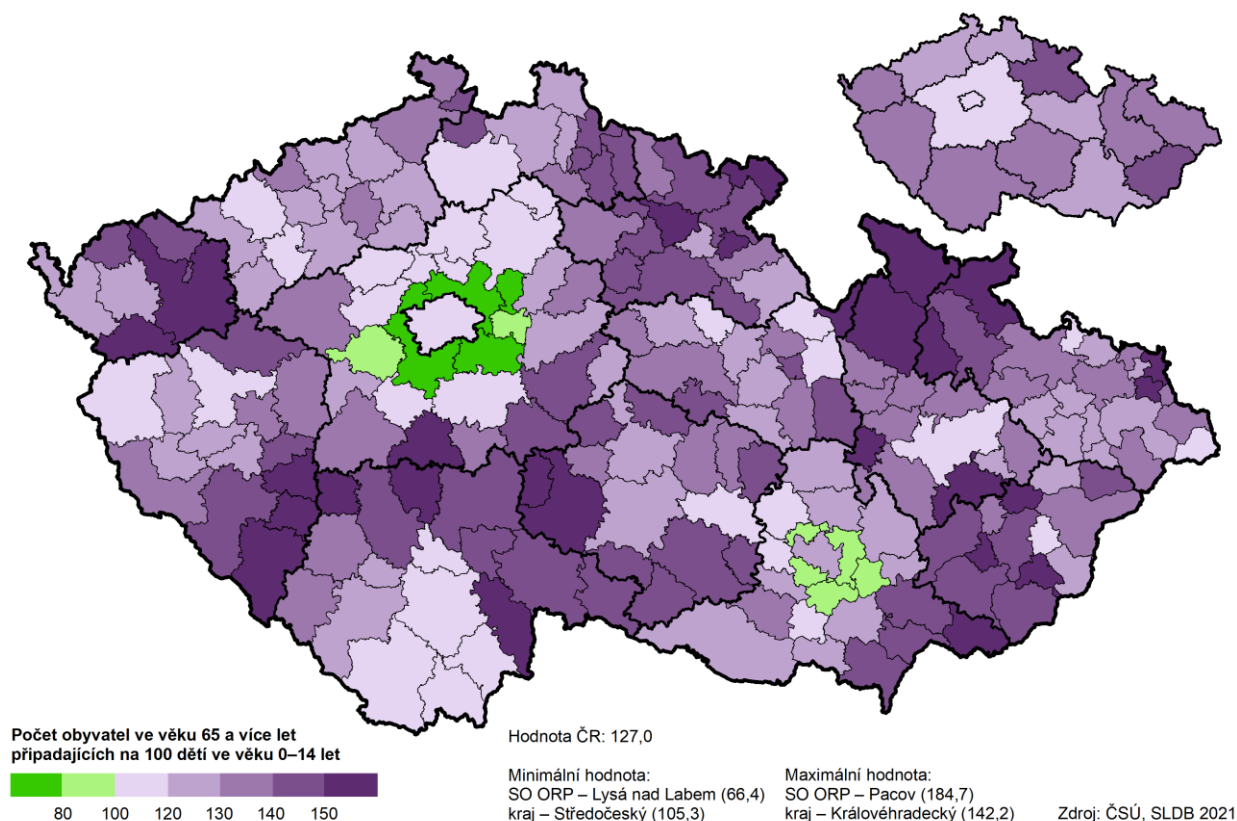 Počet obyvatel ve věku 65 a více let
připadajících na 100 dětí ve věku 0–14 let
80 100 120 130 140 150
Hodnota ČR: 127,0
Minimální hodnota:
SO ORP – Lysá nad Labem (66,4)
kraj – Středočeský (105,3)
Maximální hodnota:
SO ORP – Pacov (184,7)
kraj – Královéhradecký (142,2)
Zdroj: ČSÚ, SLDB 2021